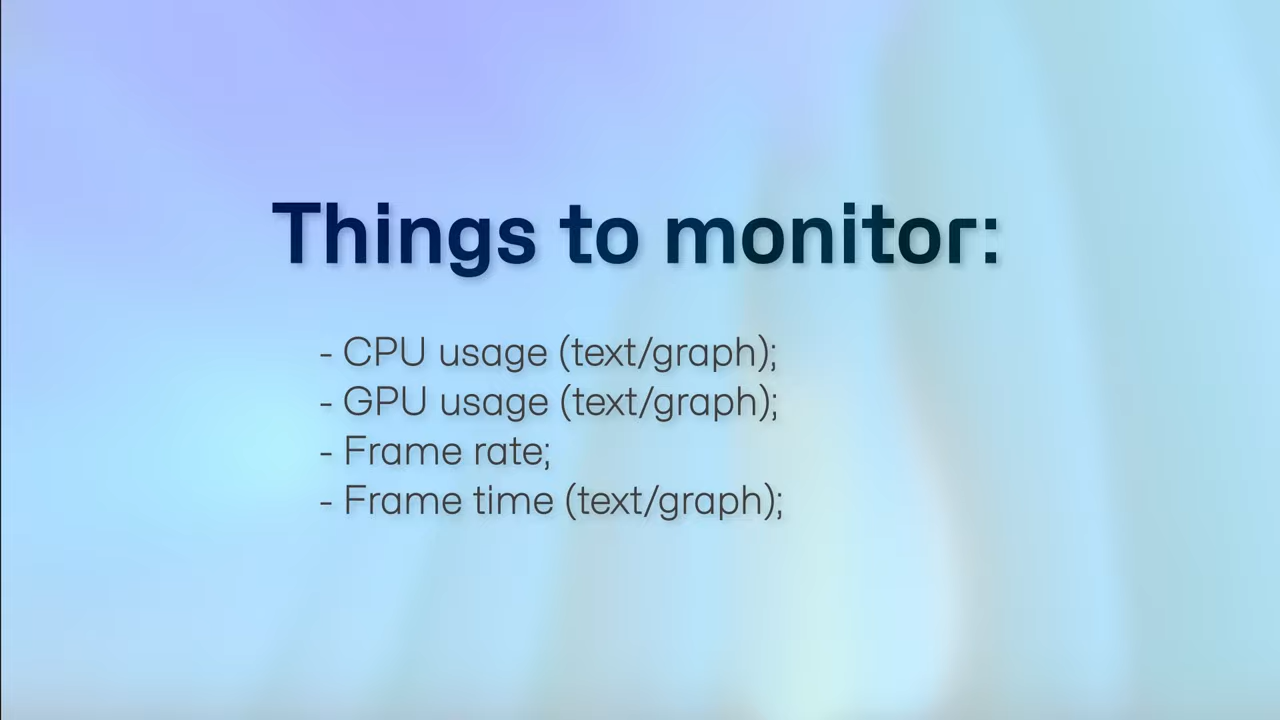 Things to monitor:
- CPU usage (text/graph);
- GPU usage (text/graph);
- Frame rate;
- Frame time (text/graph);